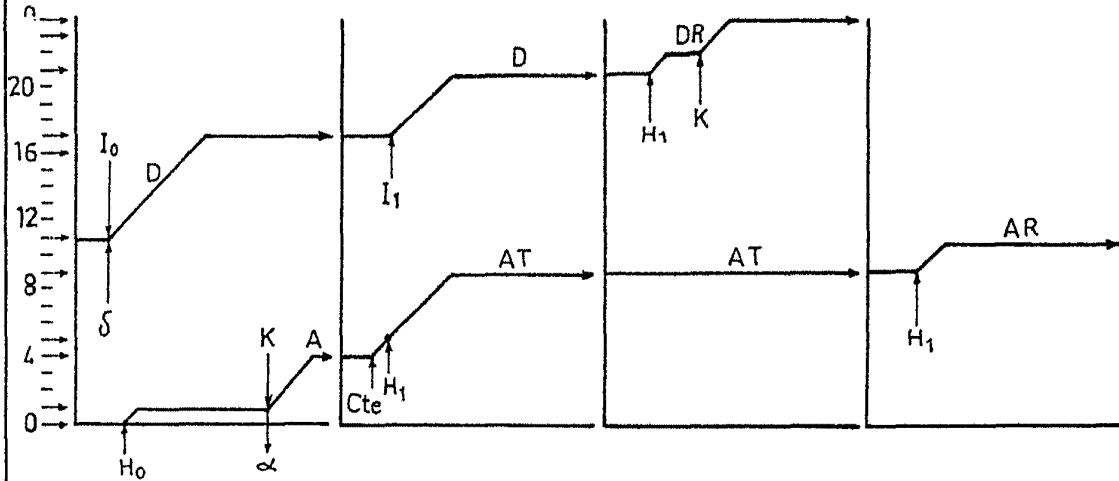 20
16
12
8
4
0
I₀
D
δ
H₀
K
A
α
D
I₁
AT
Cte
H₁
DR
H₁
K
AT
AR
H₁